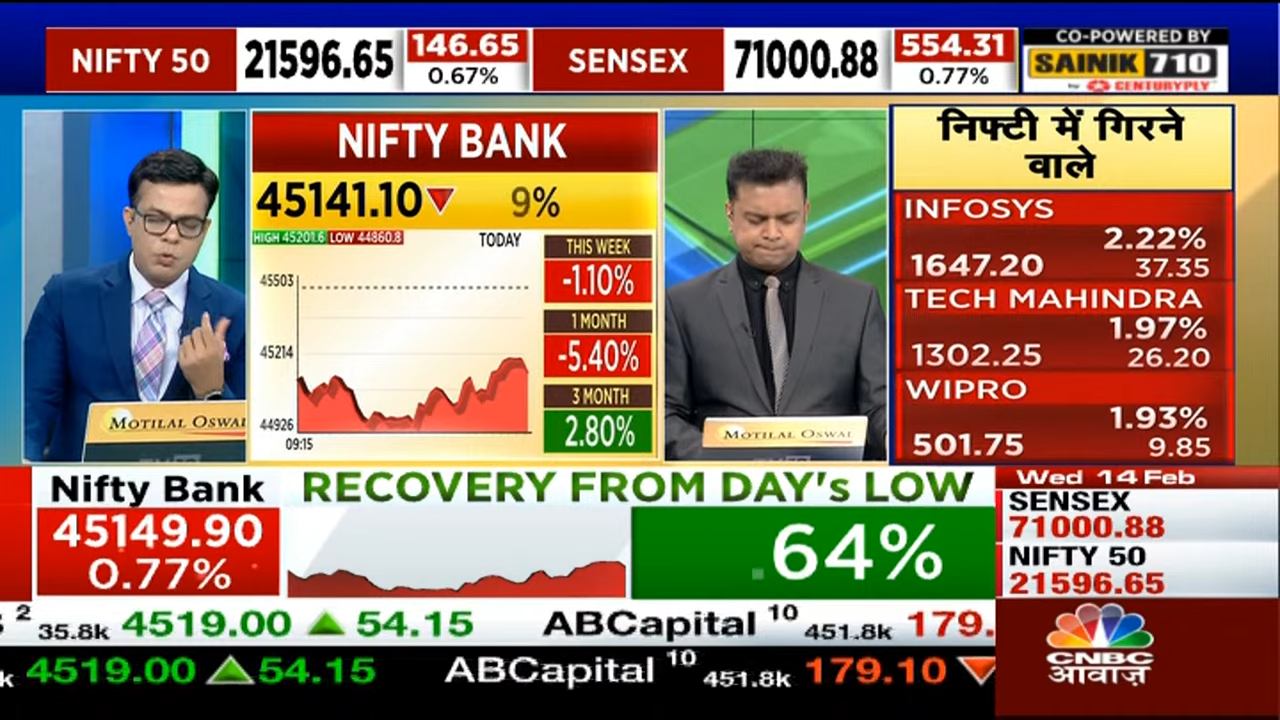 NIFTY 50
21596.65
146.65
0.67%
SENSEX
71000.88
554.31
0.77%
CO-POWERED BY
SAINIK 710
by CENTURYPLY
NIFTY BANK
45141.10
9%
HIGH 45201.6 LOW 44860.8
TODAY
45503
45214
44926
09:15
THIS WEEK
-1.10%
1 MONTH
-5.40%
3 MONTH
2.80%
MOTILAL OSWAL
MOTILAL OSWAL
निफ्टी में गिरने
वाले
INFOSYS
2.22%
1647.20 37.35
TECH MAHINDRA
1.97%
1302.25 26.20
WIPRO
1.93%
501.75 9.85
Nifty Bank
45149.90
0.77%
RECOVERY FROM DAY's LOW
.64%
Wed 14 Feb
SENSEX
71000.88
NIFTY 50
21596.65
2 35.8k 4519.00 ▲ 54.15 ABCapital 10 451.8k 179.
k 4519.00 ▲ 54.15 ABCapital 10 451.8k 179.10 ▼
CNBC
आवाज़